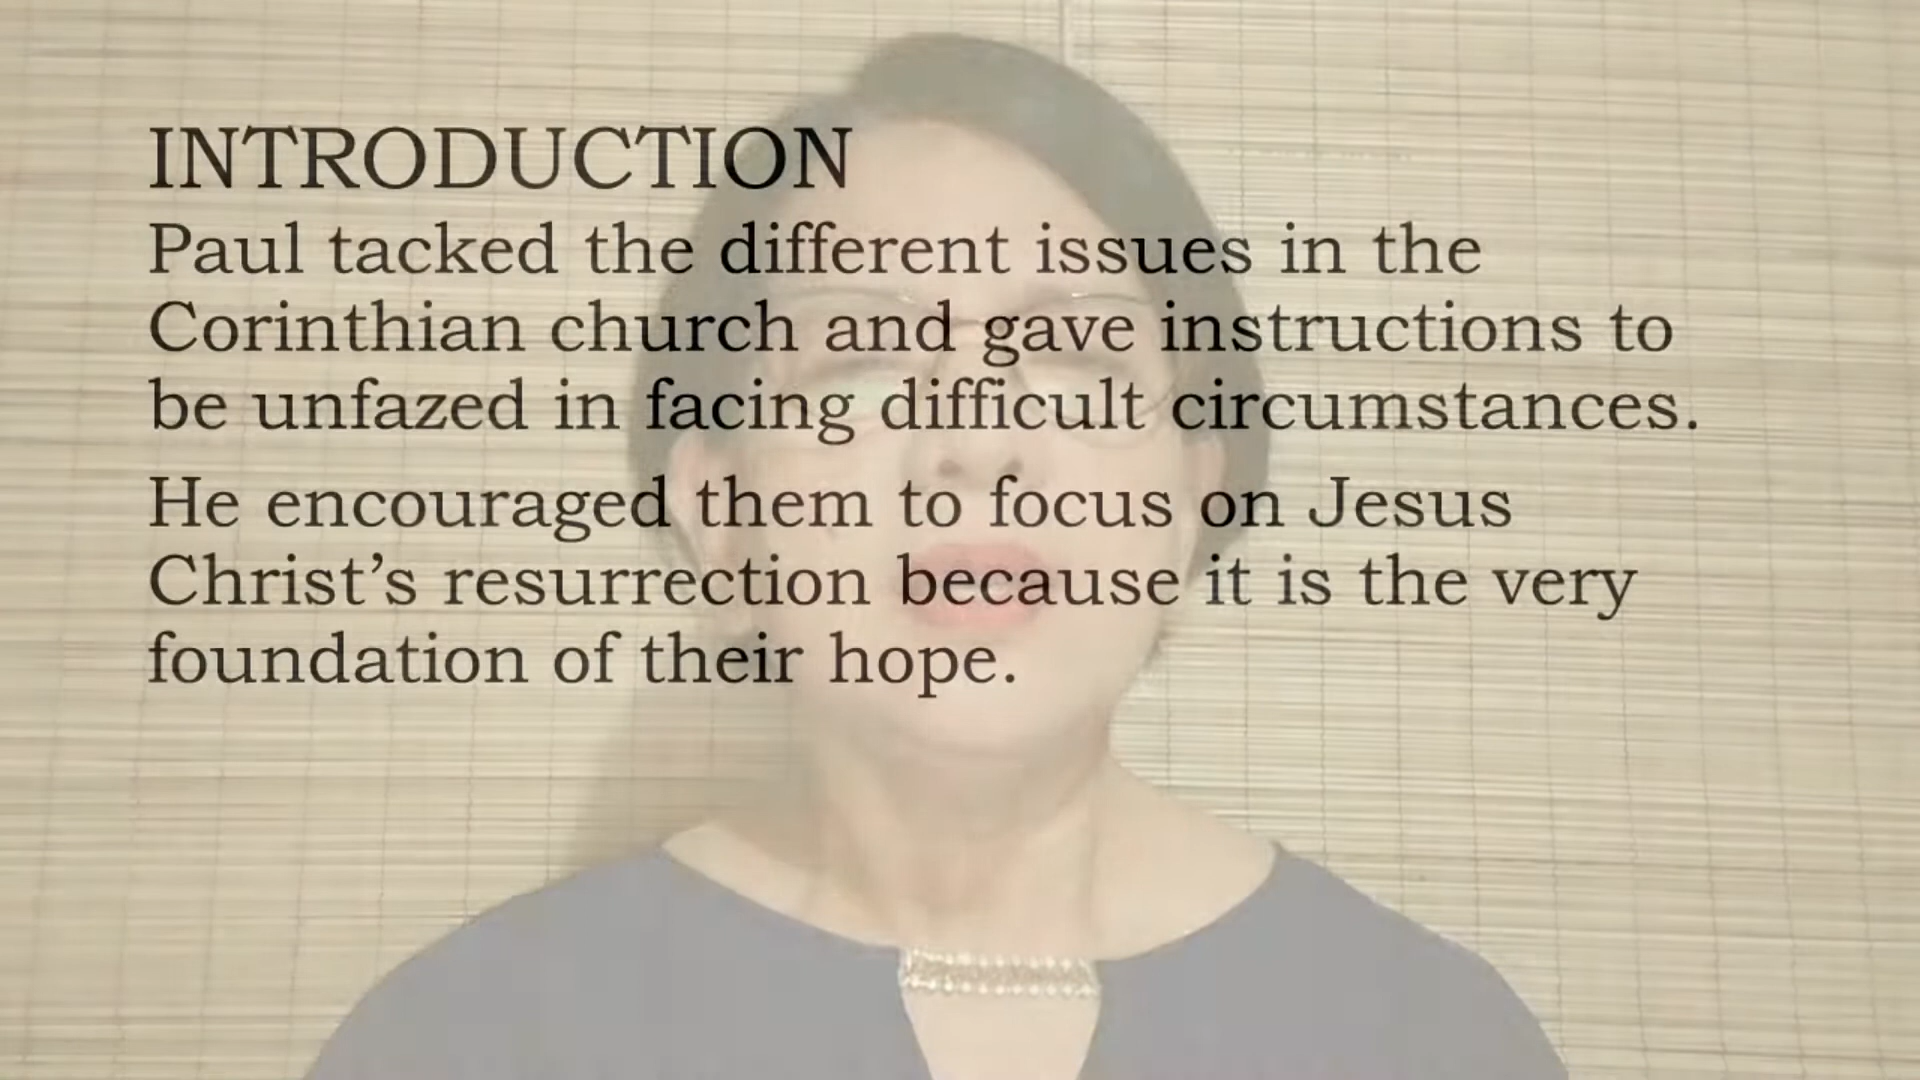 INTRODUCTION
Paul tacked the different issues in the
Corinthian church and gave instructions to
be unfazed in facing difficult circumstances.
He encouraged them to focus on Jesus
Christ’s resurrection because it is the very
foundation of their hope.